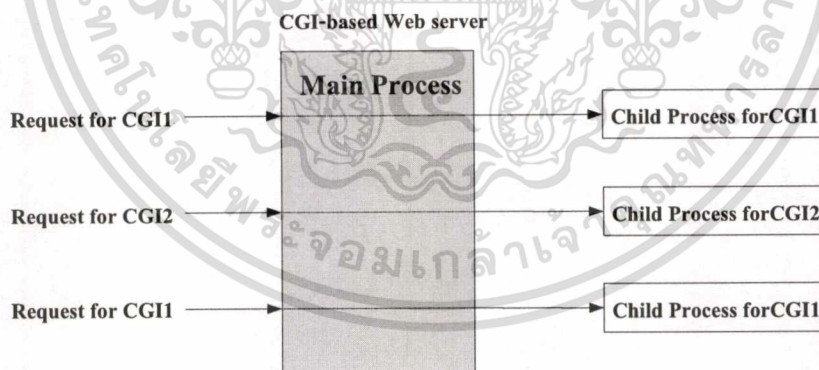 CGI-based Web server
Main Process
Request for CGI1
Child Process forCGI1
Request for CGI2
Child Process forCGI2
Request for CGI1
Child Process forCGI1